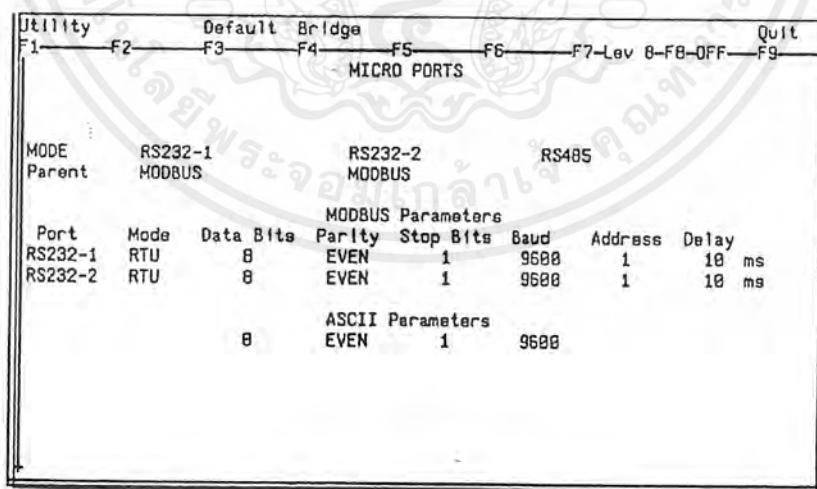 Utility Default Bridge Quit
F1 F2 F3 F4 F5 F6 F7-Lev 8-F8-OFF F9
MICRO PORTS
MODE RS232-1 RS232-2 RS485
Parent MODBUS MODBUS
MODBUS Parameters
Port Mode Data Bits Parity Stop Bits Baud Address Delay
RS232-1 RTU 8 EVEN 1 9600 1 10 ms
RS232-2 RTU 8 EVEN 1 9600 1 10 ms
ASCII Parameters
8 EVEN 1 9600